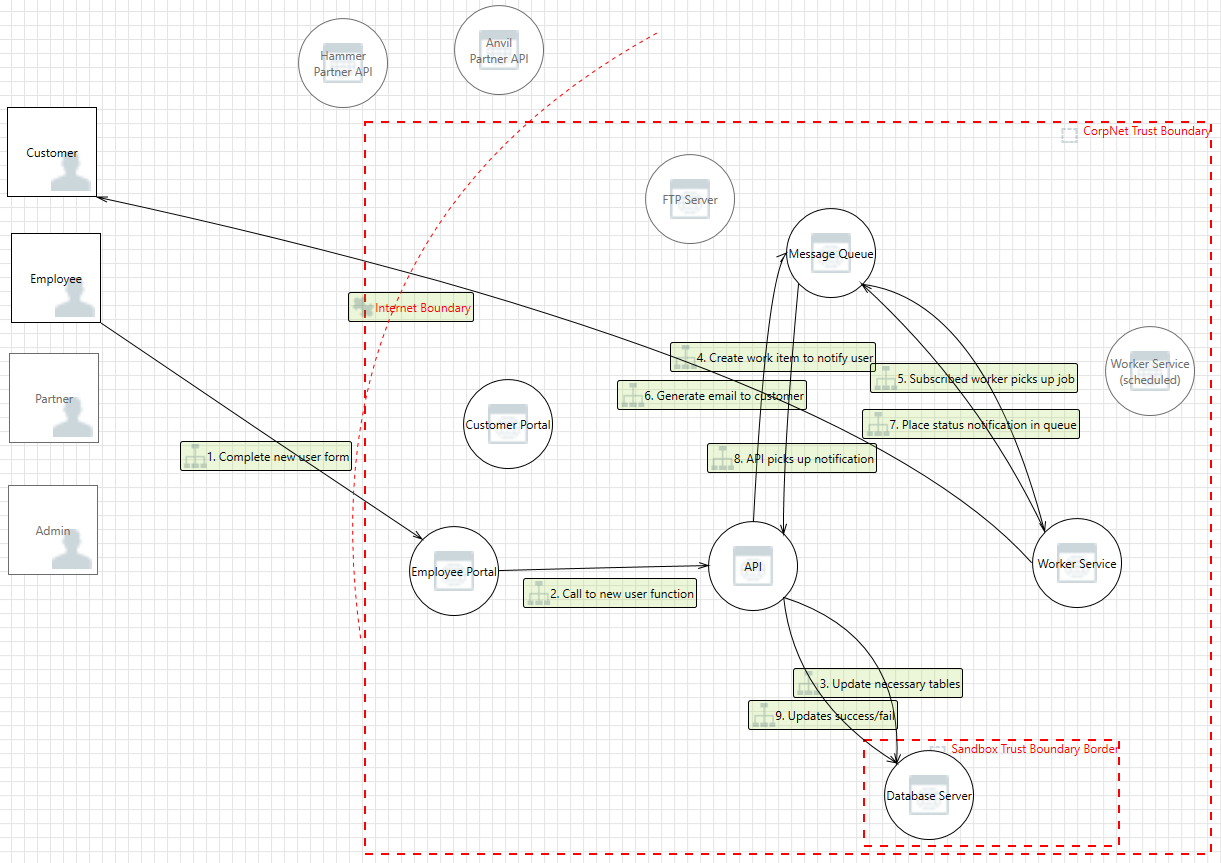 Anvil
Partner API
Hammer
Partner API
CorpNet Trust Boundary
Customer
FTP Server
Message Queue
Employee
Internet Boundary
4. Create work item to notify user
Worker Service
(scheduled)
5. Subscribed worker picks up job
6. Generate email to customer
Partner
Customer Portal
7. Place status notification in queue
1. Complete new user form
8. API picks up notification
Admin
Employee Portal
API
Worker Service
2. Call to new user function
3. Update necessary tables
9. Updates success/fail
Sandbox Trust Boundary Border
Database Server